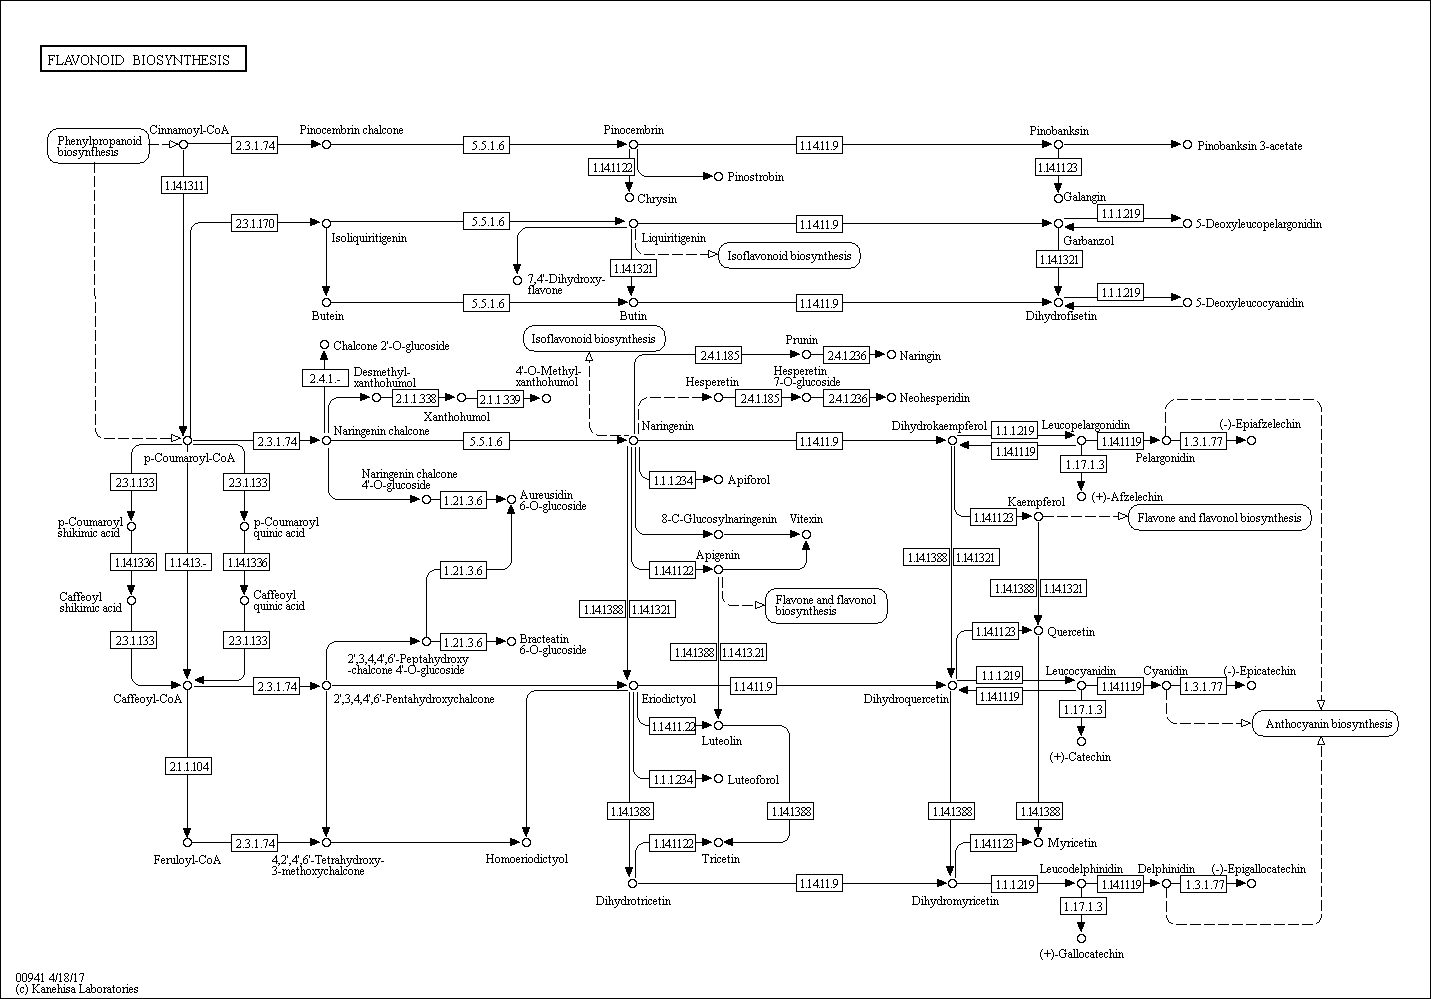 FLAVONOID BIOSYNTHESIS
Phenylpropanoid
biosynthesis
Cinnamoyl-CoA
2.3.1.74
Pinocembrin chalcone
5.5.1.6
Pinocembrin
1.14.11.9
Pinobanksin
Pinobanksin 3-acetate
1.14.11.22
Pinostrobin
Chrysin
1.14.11.23
Galangin
1.14.13.11
2.3.1.170
Isoliquiritigenin
5.5.1.6
Liquiritigenin
1.14.11.9
Garbanzol
1.1.1.219
5-Deoxyleucopelargonidin
7,4'-Dihydroxy-
flavone
1.14.13.21
Isoflavonoid biosynthesis
1.14.13.21
Butein
5.5.1.6
Butin
1.14.11.9
Dihydrofisetin
1.1.1.219
5-Deoxyleucocyanidin
Isoflavonoid biosynthesis
Chalcone 2'-O-glucoside
2.4.1.-
Desmethyl-
xanthohumol
2.1.1.338
Xanthohumol
2.1.1.339
4'-O-Methyl-
xanthohumol
2.4.1.185
Prunin
2.4.1.236
Naringin
Hesperetin
2.4.1.185
Hesperetin
7-O-glucoside
2.4.1.236
Neohesperidin
p-Coumaroyl-CoA
2.3.1.74
Naringenin chalcone
5.5.1.6
Naringenin
1.14.11.9
Dihydrokaempferol
1.1.1.219
1.14.11.19
Leucopelargonidin
1.14.11.19
Pelargonidin
1.3.1.77
(-)-Epiafzelechin
1.17.1.3
(+)-Afzelechin
2.3.1.133
2.3.1.133
Naringenin chalcone
4'-O-glucoside
1.21.3.6
Aureusidin
6-O-glucoside
1.1.1.234
Apiforol
Kaempferol
1.14.11.23
Flavone and flavonol biosynthesis
p-Coumaroyl
shikimic acid
p-Coumaroyl
quinic acid
8-C-Glucosylnaringenin
Vitexin
1.14.13.36
1.14.13.-
1.14.13.36
1.21.3.6
1.14.11.22
Apigenin
1.14.13.88
1.14.13.21
1.14.13.88
1.14.13.21
Caffeoyl
shikimic acid
Caffeoyl
quinic acid
1.14.13.88
1.14.13.21
Flavone and flavonol
biosynthesis
2.3.1.133
2.3.1.133
1.21.3.6
Bracteatin
6-O-glucoside
2',3,4,4',6'-Peptahydroxy
-chalcone 4'-O-glucoside
1.14.13.88
1.14.13.21
1.14.11.23
Quercetin
Caffeoyl-CoA
2.3.1.74
2',3,4,4',6'-Pentahydroxychalcone
Eriodictyol
1.14.11.9
Dihydroquercetin
1.1.1.219
1.14.11.19
Leucocyanidin
1.14.11.19
Cyanidin
1.3.1.77
(-)-Epicatechin
1.17.1.3
(+)-Catechin
Anthocyanin biosynthesis
1.14.11.22
Luteolin
2.1.1.104
1.1.1.234
Luteoforol
1.14.13.88
1.14.13.88
1.14.13.88
1.14.13.88
Feruloyl-CoA
2.3.1.74
4,2',4',6'-Tetrahydroxy-
3-methoxychalcone
Homoeriodictyol
1.14.11.22
Tricetin
1.14.11.23
Myricetin
Dihydrotricetin
1.14.11.9
Dihydromyricetin
1.1.1.219
Leucodelphinidin
1.14.11.19
Delphinidin
1.3.1.77
(-)-Epigallocatechin
1.17.1.3
(+)-Gallocatechin
00941 4/18/17
(c) Kanehisa Laboratories